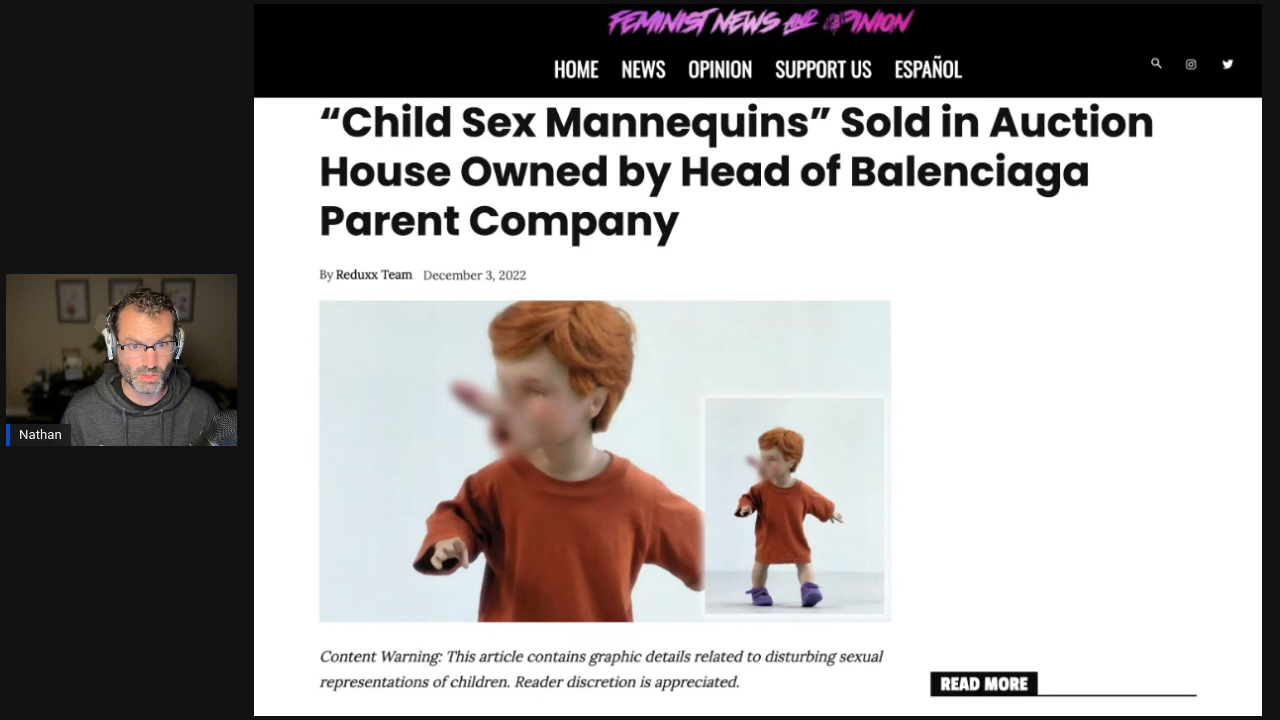 FEMINIST NEWS AND OPINION
HOME NEWS OPINION SUPPORT US ESPAÑOL
“Child Sex Mannequins” Sold in Auction
House Owned by Head of Balenciaga
Parent Company
By Reduxx Team December 3, 2022
Nathan
Content Warning: This article contains graphic details related to disturbing sexual
representations of children. Reader discretion is appreciated.
READ MORE